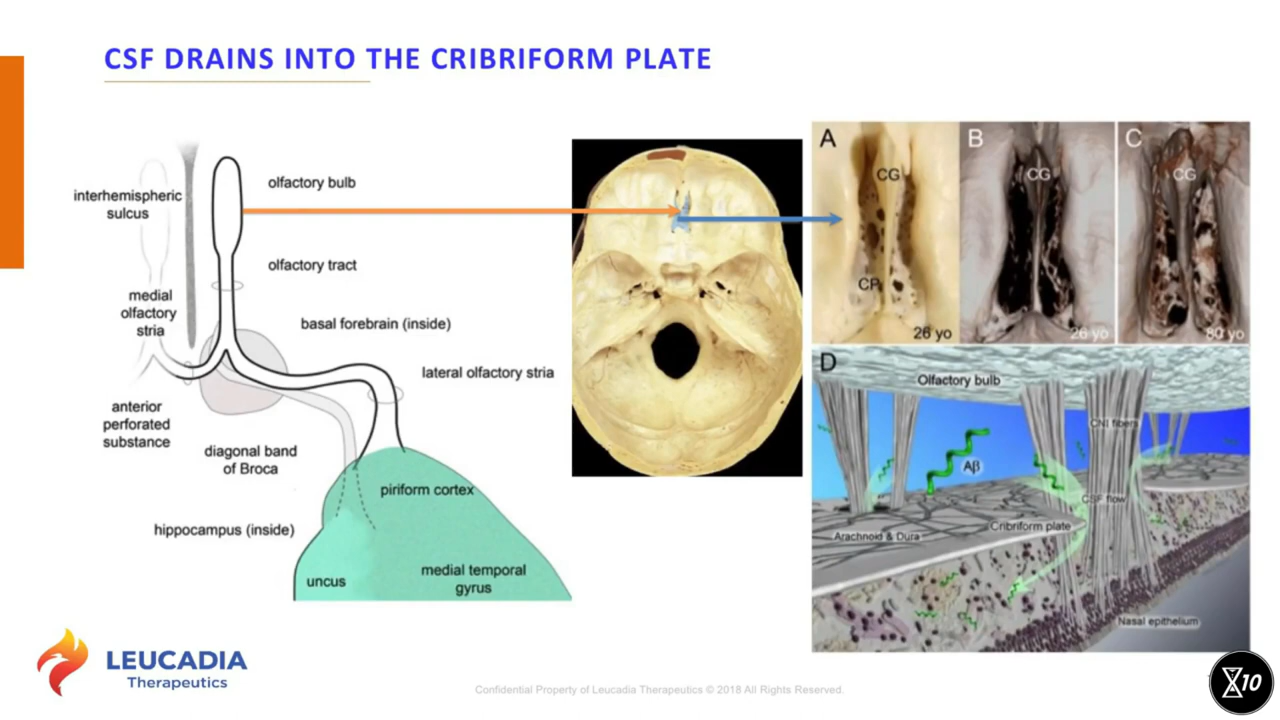 CSF DRAINS INTO THE CRIBRIFORM PLATE
interhemispheric
sulcus
olfactory bulb
olfactory tract
medial
olfactory
stria
basal forebrain (inside)
lateral olfactory stria
anterior
perforated
substance
diagonal band
of Broca
piriform cortex
hippocampus (inside)
uncus
medial temporal
gyrus
A
CG
CP
26 yo
B
CG
26 yo
C
CG
80 yo
D
Olfactory bulb
CNI fibers
Aβ
CSF flow
Cribriform plate
Arachnoid & Dura
Nasal epithelium
LEUCADIA
Therapeutics
Confidential Property of Leucadia Therapeutics © 2018 All Rights Reserved.
10